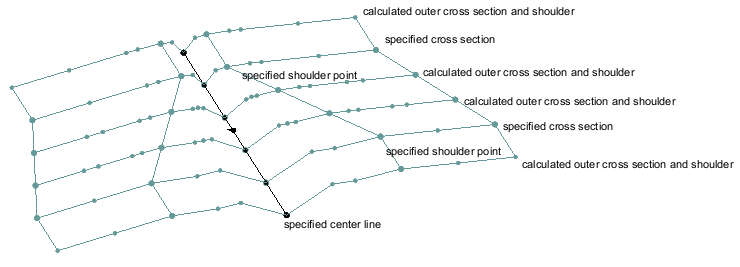 calculated outer cross section and shoulder
specified cross section
specified shoulder point
calculated outer cross section and shoulder
calculated outer cross section and shoulder
specified cross section
specified shoulder point
calculated outer cross section and shoulder
specified center line